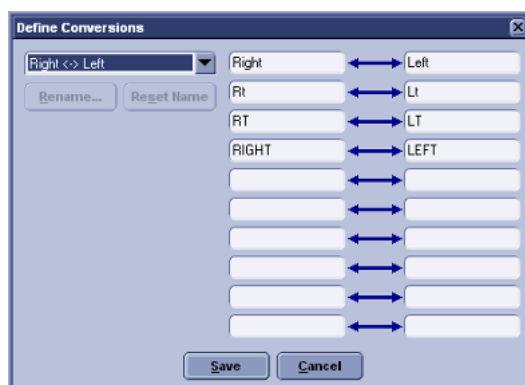 Define Conversions
Right <-> Left
Rename...
Reset Name
Right Left
Rt Lt
RT LT
RIGHT LEFT
Save Cancel